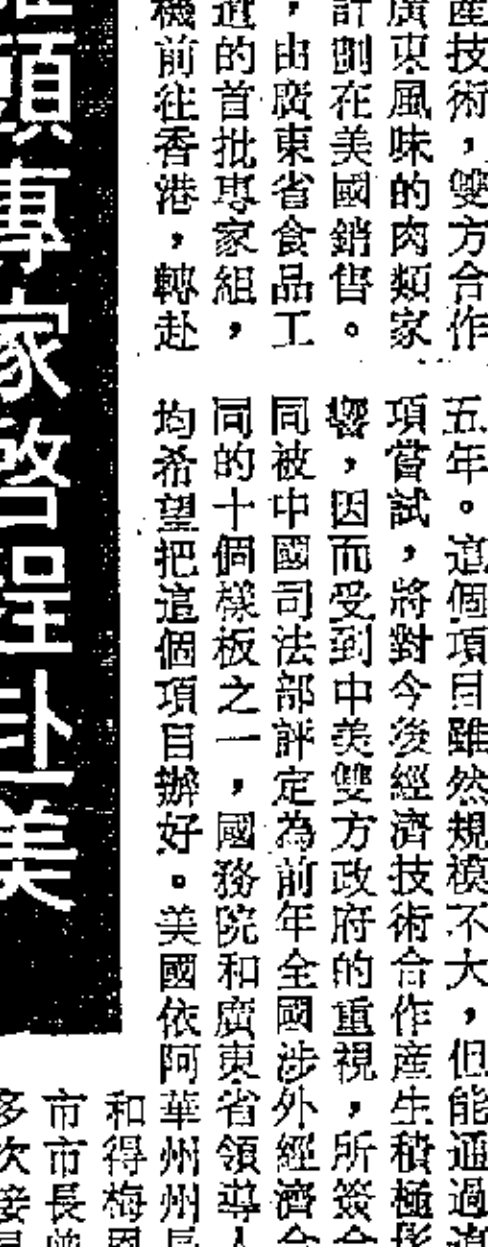 頭專家啓程赴美
產技術，雙方合作
廣東風味的肉類家
計劃在美國銷售。
，由廣東省食品工
的首批專家組，
機前往香港，轉赴
五年。這個項目雖然規模不大，但能通過這
項嘗試，將對今後經濟技術合作產生積極影
響，因而受到中美雙方政府的重視，所簽合
同被中國司法部評定為前年全國涉外經濟合
同的十個樣板之一，國務院和廣東省領導人
均希望把這個項目辦好。美國依阿華州州長
和得梅恩
市市長曾
多次接見